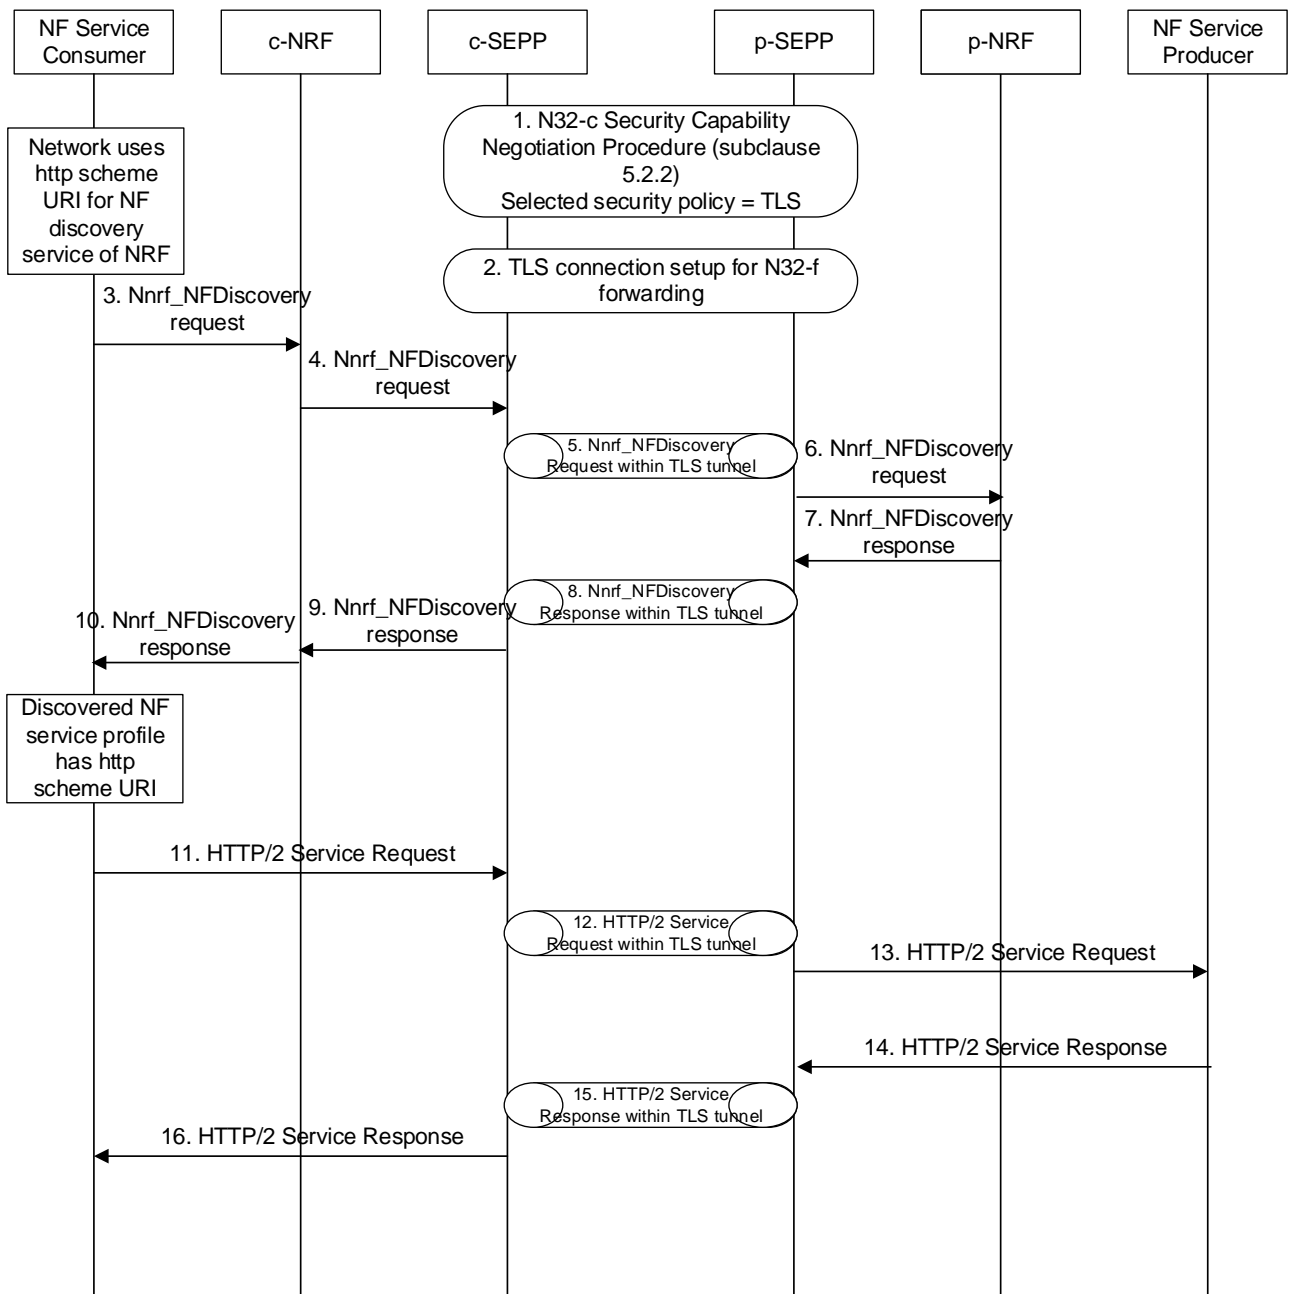 NF Service
Consumer
c-NRF
c-SEPP
p-SEPP
p-NRF
NF Service
Producer
1. N32-c Security Capability
Negotiation Procedure (subclause
5.2.2)
Selected security policy = TLS
Network uses
http scheme
URI for NF
discovery
service of NRF
2. TLS connection setup for N32-f
forwarding
3. Nnrf_NFDiscovery
request
4. Nnrf_NFDiscovery
request
5. Nnrf_NFDiscovery
Request within TLS tunnel
6. Nnrf_NFDiscovery
request
7. Nnrf_NFDiscovery
response
8. Nnrf_NFDiscovery
Response within TLS tunnel
9. Nnrf_NFDiscovery
response
10. Nnrf_NFDiscovery
response
Discovered NF
service profile
has http
scheme URI
11. HTTP/2 Service Request
12. HTTP/2 Service
Request within TLS tunnel
13. HTTP/2 Service Request
14. HTTP/2 Service Response
15. HTTP/2 Service
Response within TLS tunnel
16. HTTP/2 Service Response